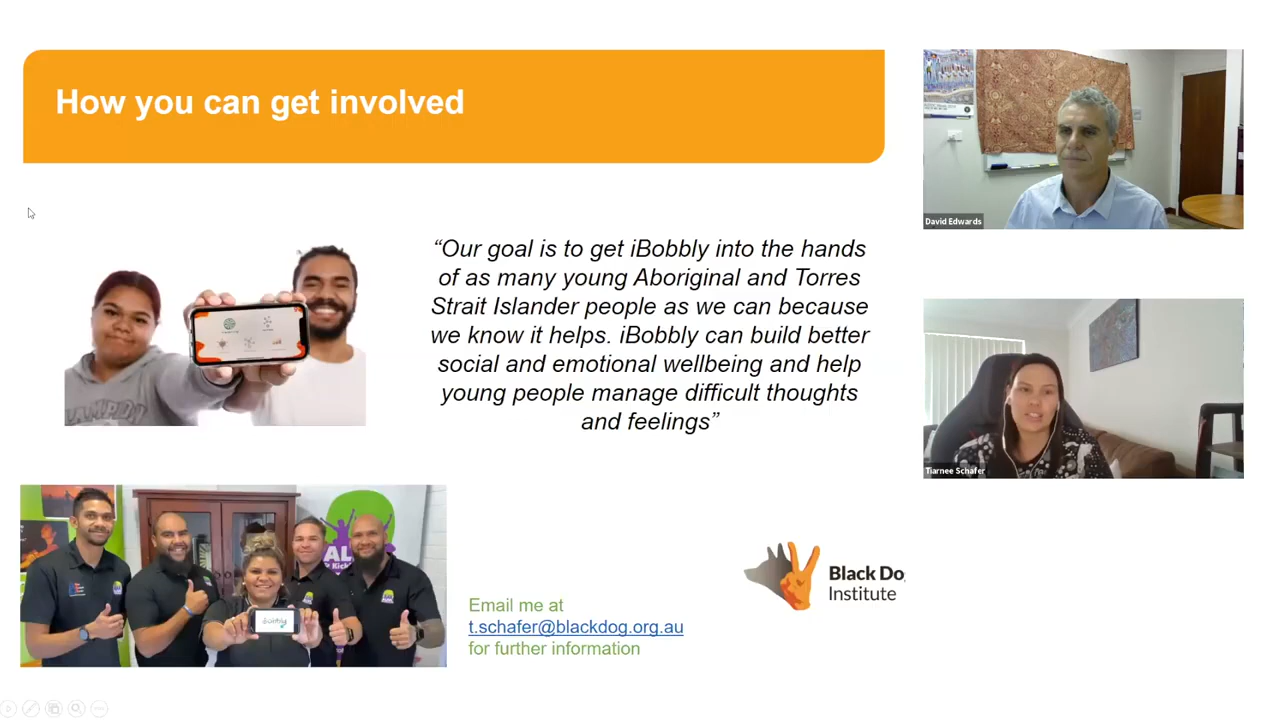 How you can get involved
“Our goal is to get iBobbly into the hands
of as many young Aboriginal and Torres
Strait Islander people as we can because
we know it helps. iBobbly can build better
social and emotional wellbeing and help
young people manage difficult thoughts
and feelings”
David Edwards
Tiarnee Schafer
iBobbly
Email me at
t.schafer@blackdog.org.au
for further information
Black Do
Institute